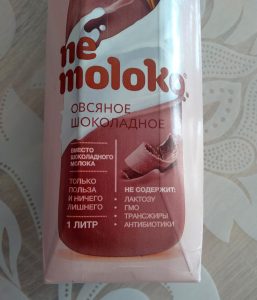 ne
moloko
ОВСЯНОЕ
ШОКОЛАДНОЕ
ВМЕСТО
ШОКОЛАДНОГО
МОЛОКА
ТОЛЬКО
ПОЛЬЗА
И НИЧЕГО
ЛИШНЕГО
1 ЛИТР
НЕ СОДЕРЖИТ:
• ЛАКТОЗУ
• ГМО
• ТРАНСЖИРЫ
• АНТИБИОТИКИ